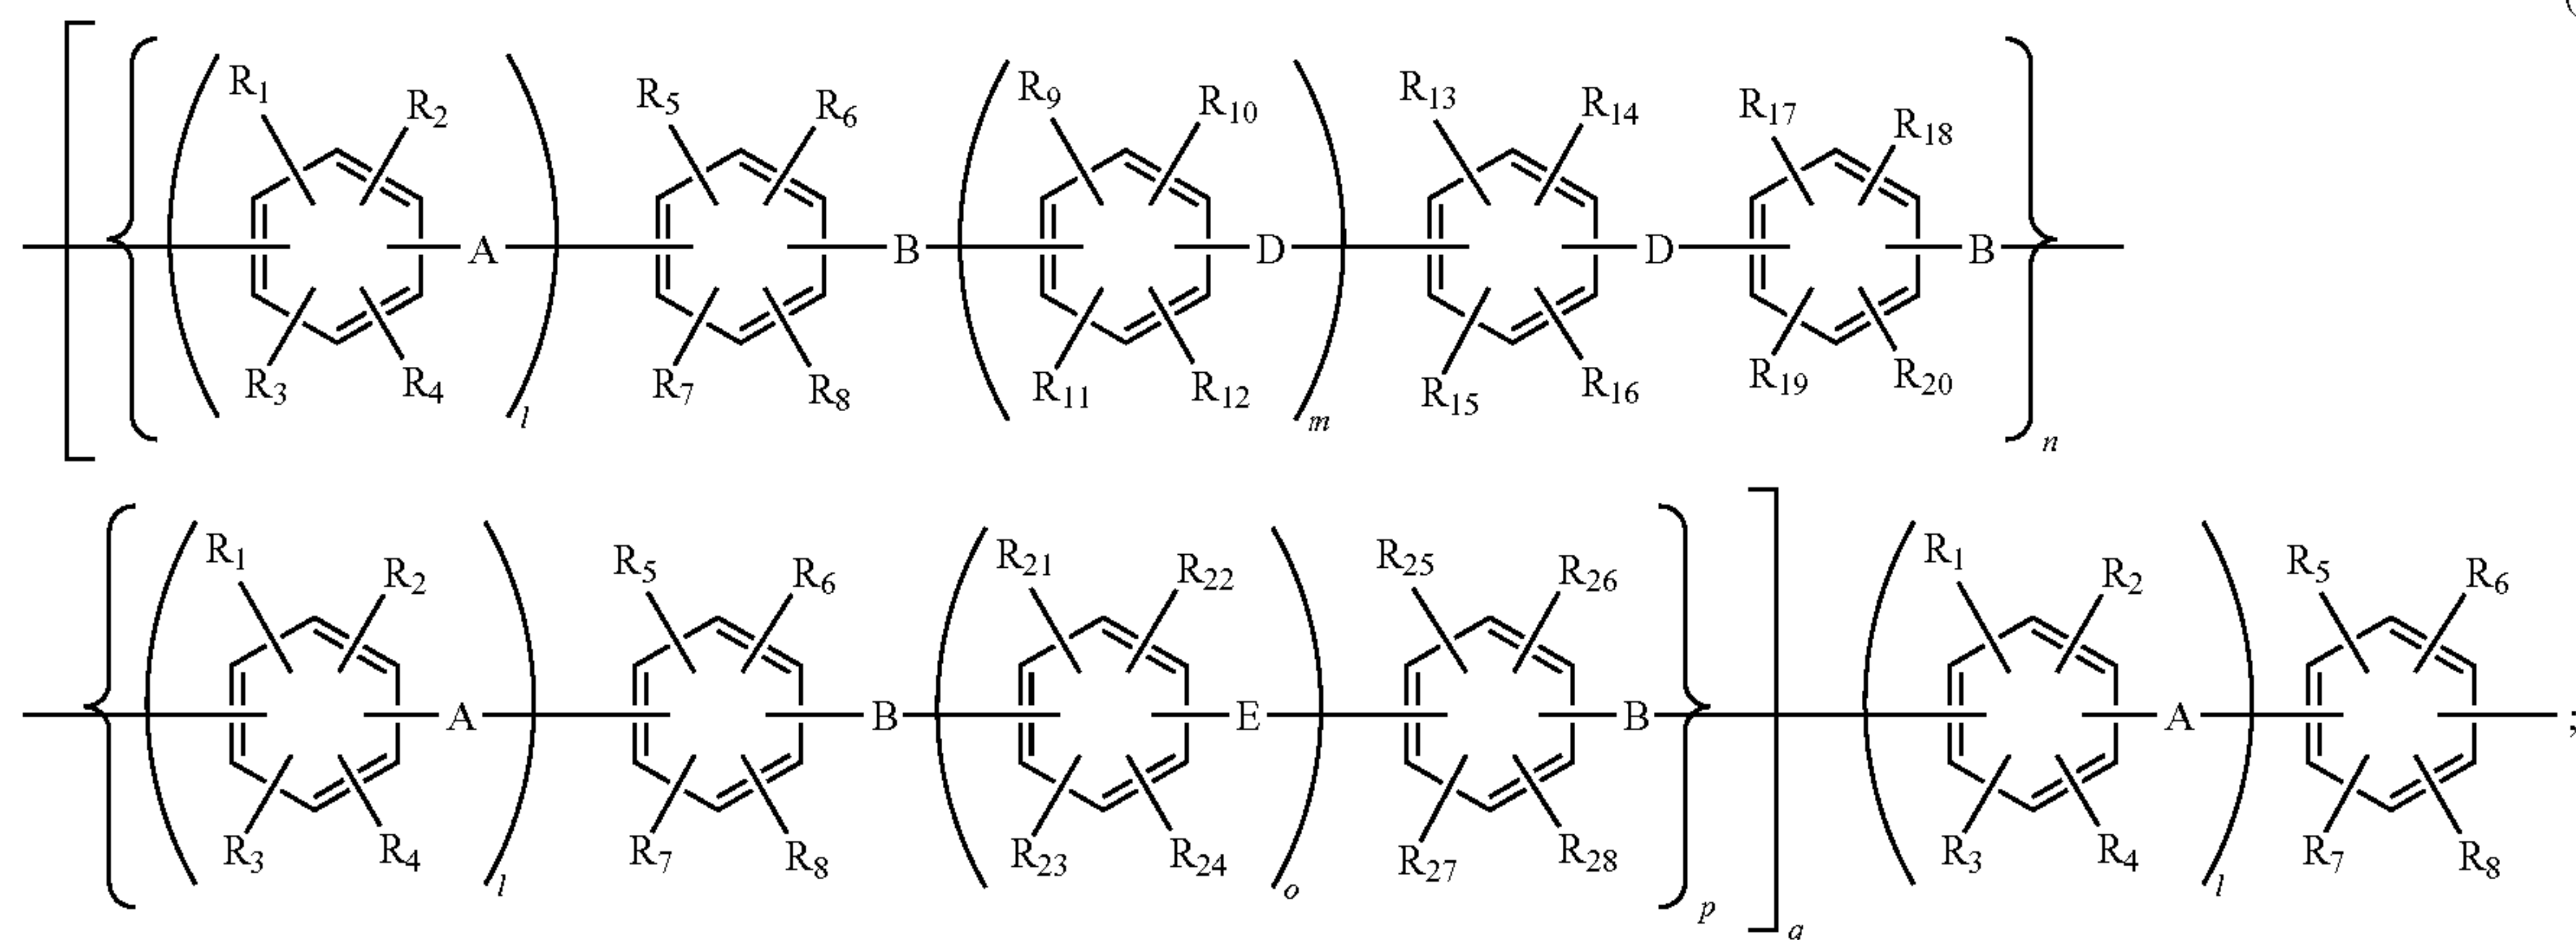 R1 R2 R5 R6 R9 R10 R13 R14 R17 R18
A B D D B
R3 R4 l R7 R8 R11 R12 m R15 R16 R19 R20 n
R1 R2 R5 R6 R21 R22 R25 R26 R1 R2 R5 R6
A B E B A ;
R3 R4 l R7 R8 R23 R24 o R27 R28 p q R3 R4 l R7 R8